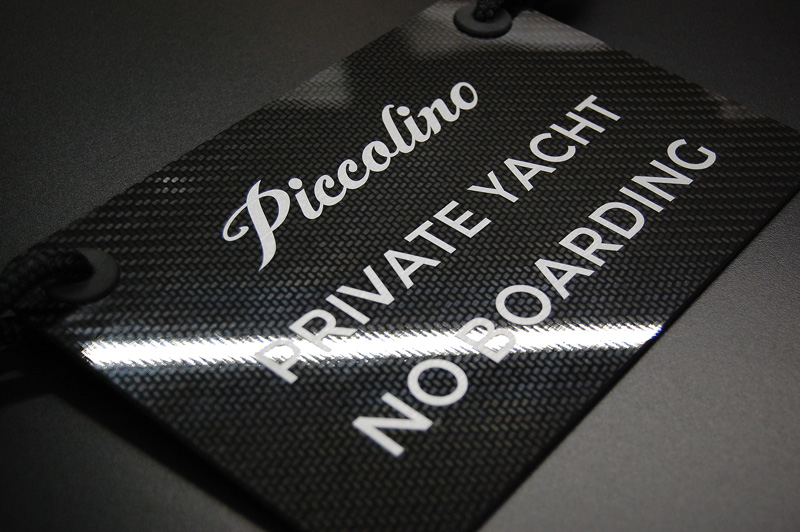 Piccolino
PRIVATE YACHT
NO BOARDING